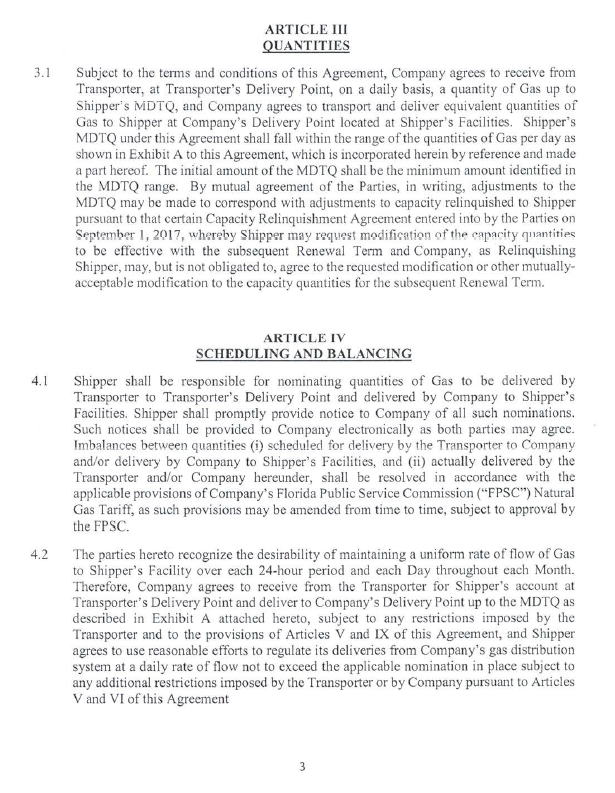 ARTICLE III
QUANTITIES
3.1 Subject to the terms and conditions of this Agreement, Company agrees to receive from
Transporter, at Transporter's Delivery Point, on a daily basis, a quantity of Gas up to
Shipper's MDTQ, and Company agrees to transport and deliver equivalent quantities of
Gas to Shipper at Company's Delivery Point located at Shipper's Facilities. Shipper's
MDTQ under this Agreement shall fall within the range of the quantities of Gas per day as
shown in Exhibit A to this Agreement, which is incorporated herein by reference and made
a part hereof. The initial amount of the MDTQ shall be the minimum amount identified in
the MDTQ range. By mutual agreement of the Parties, in writing, adjustments to the
MDTQ may be made to correspond with adjustments to capacity relinquished to Shipper
pursuant to that certain Capacity Relinquishment Agreement entered into by the Parties on
September 1, 2017, whereby Shipper may request modification of the capacity quantities
to be effective with the subsequent Renewal Term and Company, as Relinquishing
Shipper, may, but is not obligated to, agree to the requested modification or other mutually-
acceptable modification to the capacity quantities for the subsequent Renewal Term.
ARTICLE IV
SCHEDULING AND BALANCING
4.1 Shipper shall be responsible for nominating quantities of Gas to be delivered by
Transporter to Transporter's Delivery Point and delivered by Company to Shipper's
Facilities. Shipper shall promptly provide notice to Company of all such nominations.
Such notices shall be provided to Company electronically as both parties may agree.
Imbalances between quantities (i) scheduled for delivery by the Transporter to Company
and/or delivery by Company to Shipper's Facilities, and (ii) actually delivered by the
Transporter and/or Company hereunder, shall be resolved in accordance with the
applicable provisions of Company's Florida Public Service Commission ("FPSC") Natural
Gas Tariff, as such provisions may be amended from time to time, subject to approval by
the FPSC.
4.2 The parties hereto recognize the desirability of maintaining a uniform rate of flow of Gas
to Shipper's Facility over each 24-hour period and each Day throughout each Month.
Therefore, Company agrees to receive from the Transporter for Shipper's account at
Transporter's Delivery Point and deliver to Company's Delivery Point up to the MDTQ as
described in Exhibit A attached hereto, subject to any restrictions imposed by the
Transporter and to the provisions of Articles V and IX of this Agreement, and Shipper
agrees to use reasonable efforts to regulate its deliveries from Company's gas distribution
system at a daily rate of flow not to exceed the applicable nomination in place subject to
any additional restrictions imposed by the Transporter or by Company pursuant to Articles
V and VI of this Agreement
3